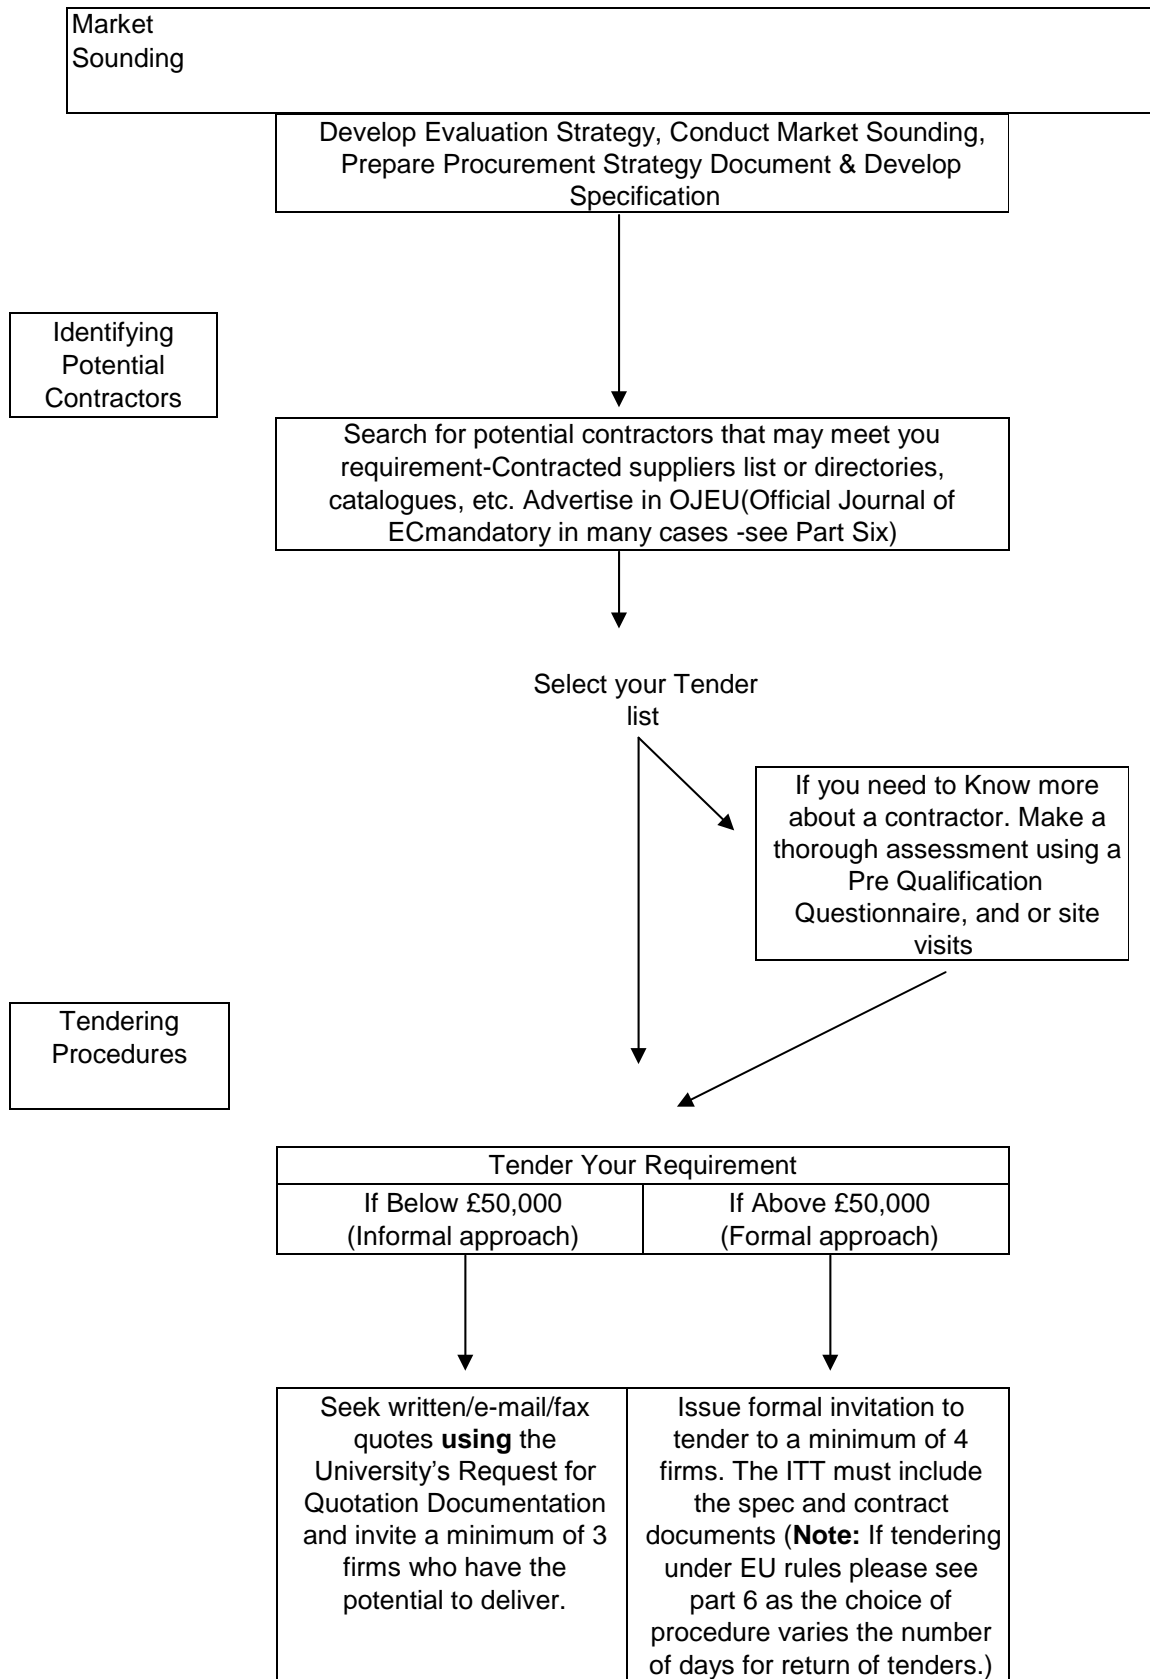 Market
Sounding
Develop Evaluation Strategy, Conduct Market Sounding,
Prepare Procurement Strategy Document & Develop
Specification
Identifying
Potential
Contractors
Search for potential contractors that may meet you
requirement-Contracted suppliers list or directories,
catalogues, etc. Advertise in OJEU(Official Journal of
ECmandatory in many cases -see Part Six)
Select your Tender
list
If you need to Know more
about a contractor. Make a
thorough assessment using a
Pre Qualification
Questionnaire, and or site
visits
Tendering
Procedures
Tender Your Requirement
If Below £50,000
(Informal approach)
If Above £50,000
(Formal approach)
Seek written/e-mail/fax
quotes using the
University’s Request for
Quotation Documentation
and invite a minimum of 3
firms who have the
potential to deliver.
Issue formal invitation to
tender to a minimum of 4
firms. The ITT must include
the spec and contract
documents (Note: If tendering
under EU rules please see
part 6 as the choice of
procedure varies the number
of days for return of tenders.)